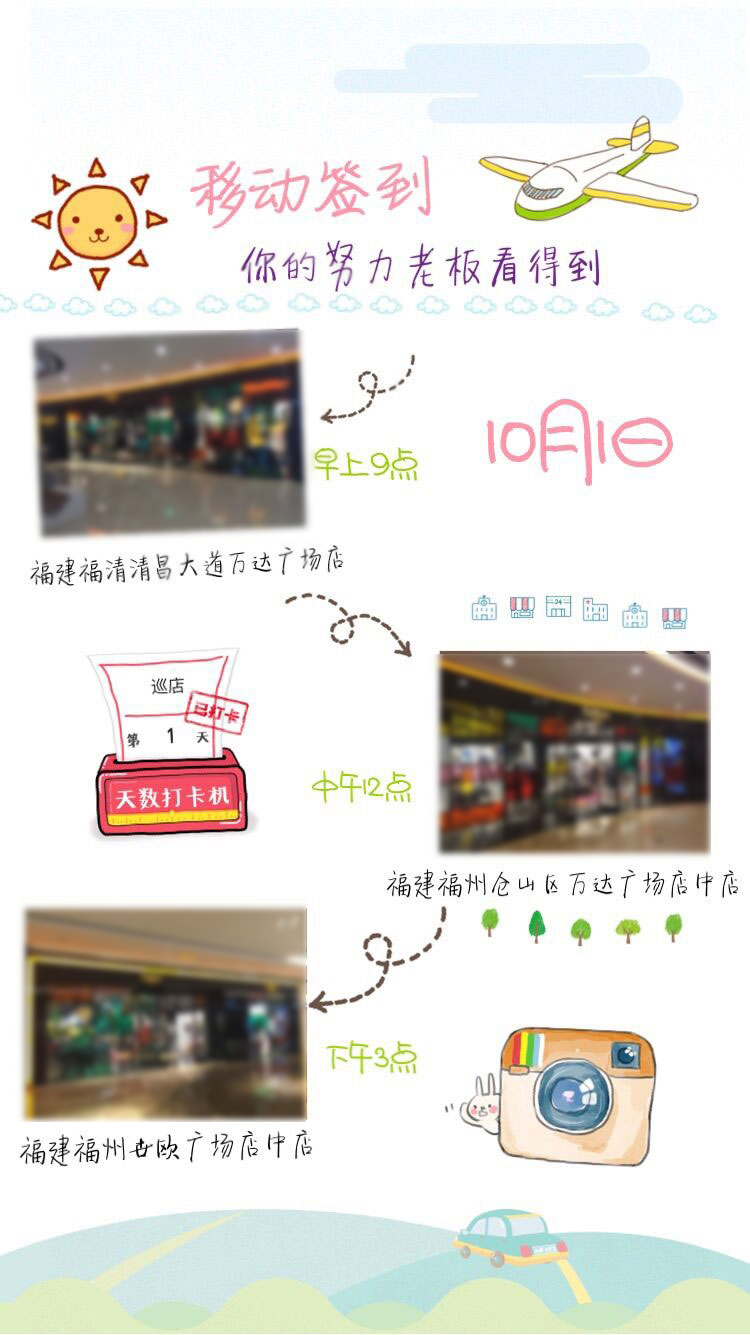 移动签到
你的努力老板看得到
10月1日
早上9点
福建福清清昌大道万达广场店
巡店
已打卡
第 1 天
天数打卡机
中午12点
福建福州仓山区万达广场店中店
下午3点
福建福州世欧广场店中店